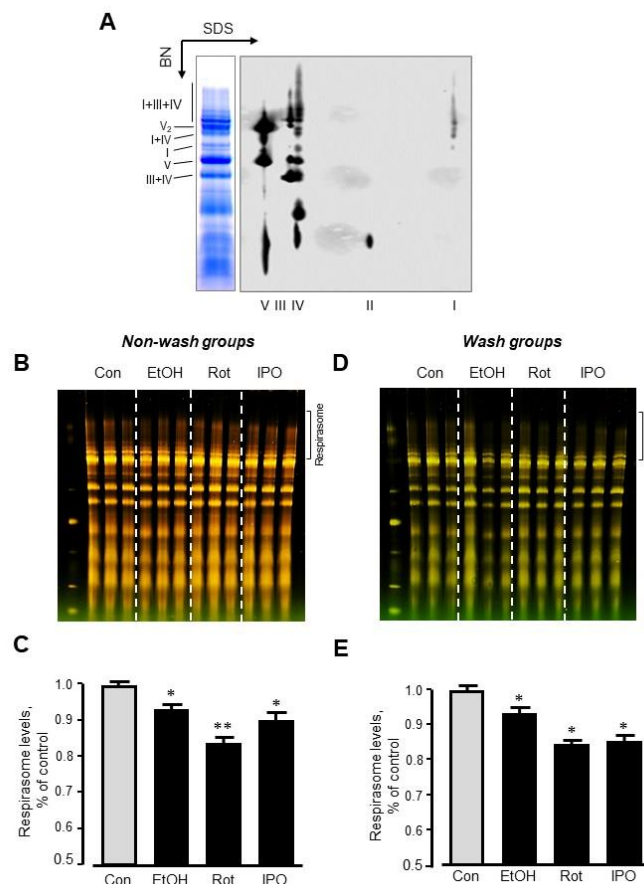 A
SDS
BN
I+III+IV
V2
I+IV
I
V
III+IV
V III IV II I
Non-wash groups
B
Con EtOH Rot IPO
Respirasome
C
Respirasome levels,
% of control
1.0
0.9
0.8
0.7
0.6
0.5
* ** *
Con EtOH Rot IPO
Wash groups
D
Con EtOH Rot IPO
E
Respirasome levels,
% of control
1.0
0.9
0.8
0.7
0.6
0.5
* * *
Con EtOH Rot IPO